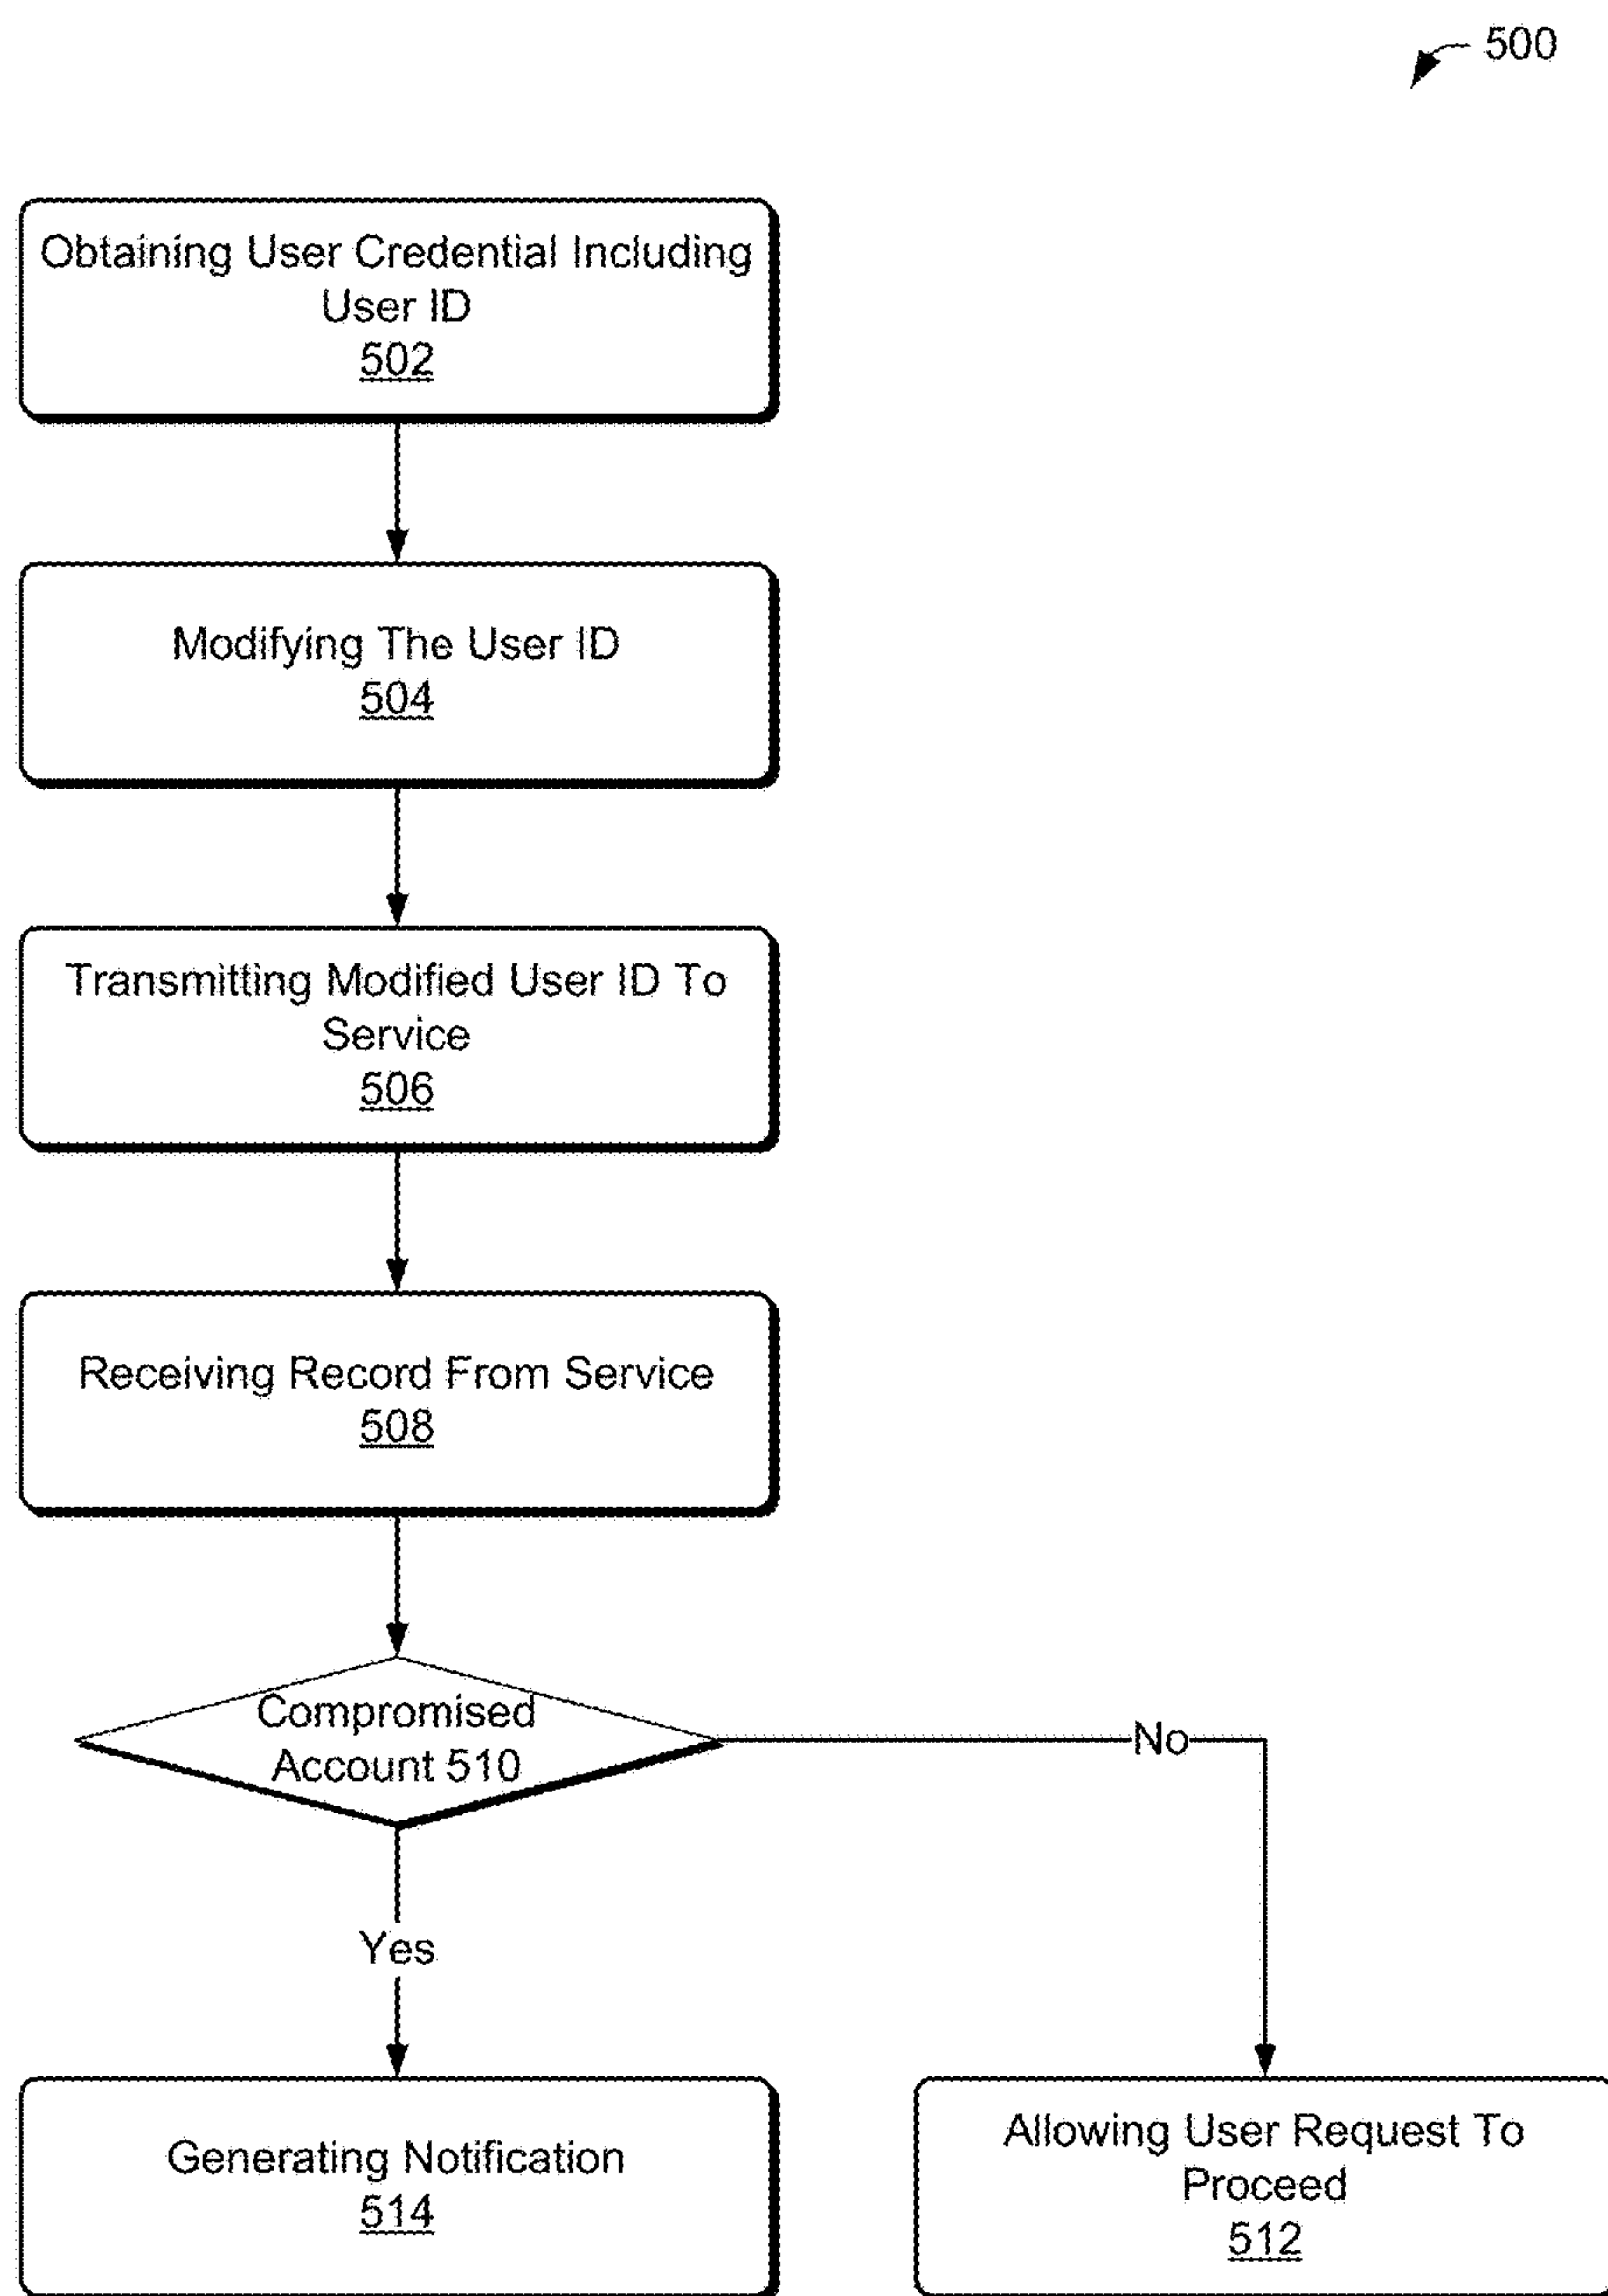 500
Obtaining User Credential Including
User ID
502
Modifying The User ID
504
Transmitting Modified User ID To
Service
506
Receiving Record From Service
508
Compromised
Account 510
No
Yes
Generating Notification
514
Allowing User Request To
Proceed
512